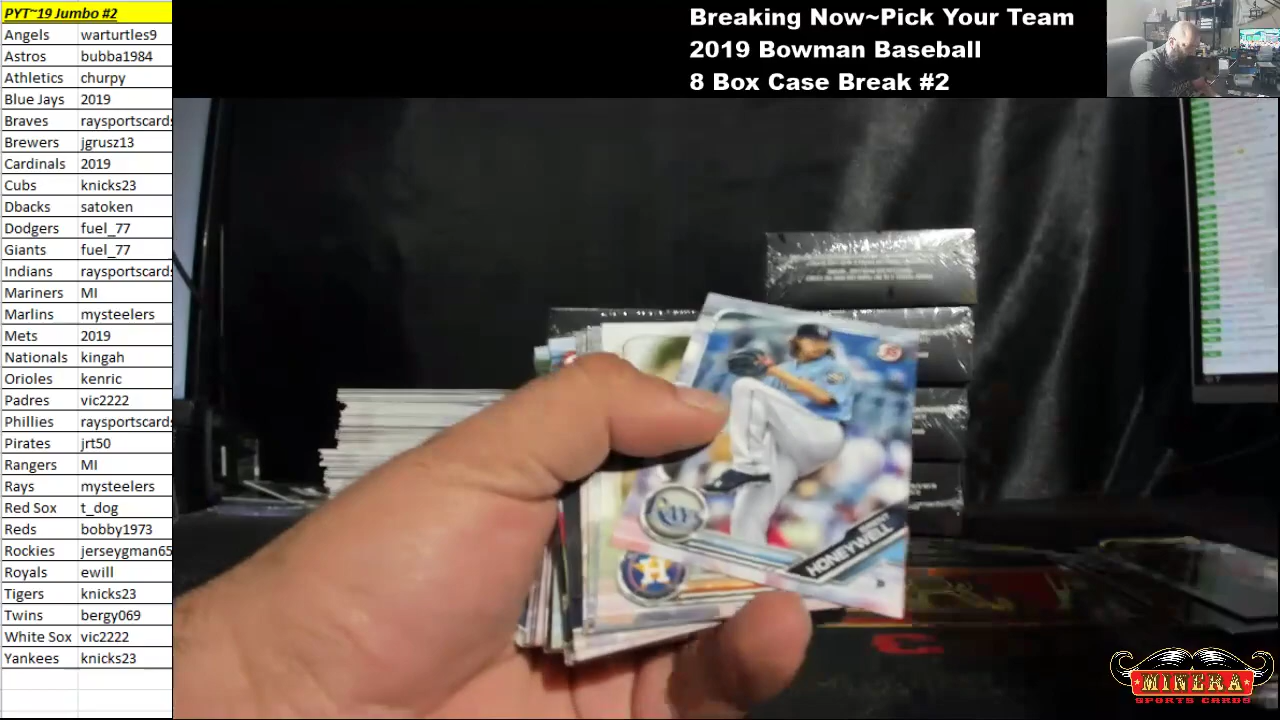 PYT~19 Jumbo #2
Angels warturtles9
Astros bubba1984
Athletics churpy
Blue Jays 2019
Braves raysportscards
Brewers jgrusz13
Cardinals 2019
Cubs knicks23
Dbacks satoken
Dodgers fuel_77
Giants fuel_77
Indians raysportscards
Mariners MI
Marlins mysteelers
Mets 2019
Nationals kingah
Orioles kenric
Padres vic2222
Phillies raysportscards
Pirates jrt50
Rangers MI
Rays mysteelers
Red Sox t_dog
Reds bobby1973
Rockies jerseygman65
Royals ewill
Tigers knicks23
Twins bergy069
White Sox vic2222
Yankees knicks23
Breaking Now~Pick Your Team
2019 Bowman Baseball
8 Box Case Break #2
HONEYWELL
H
MINERA
SPORTS CARDS